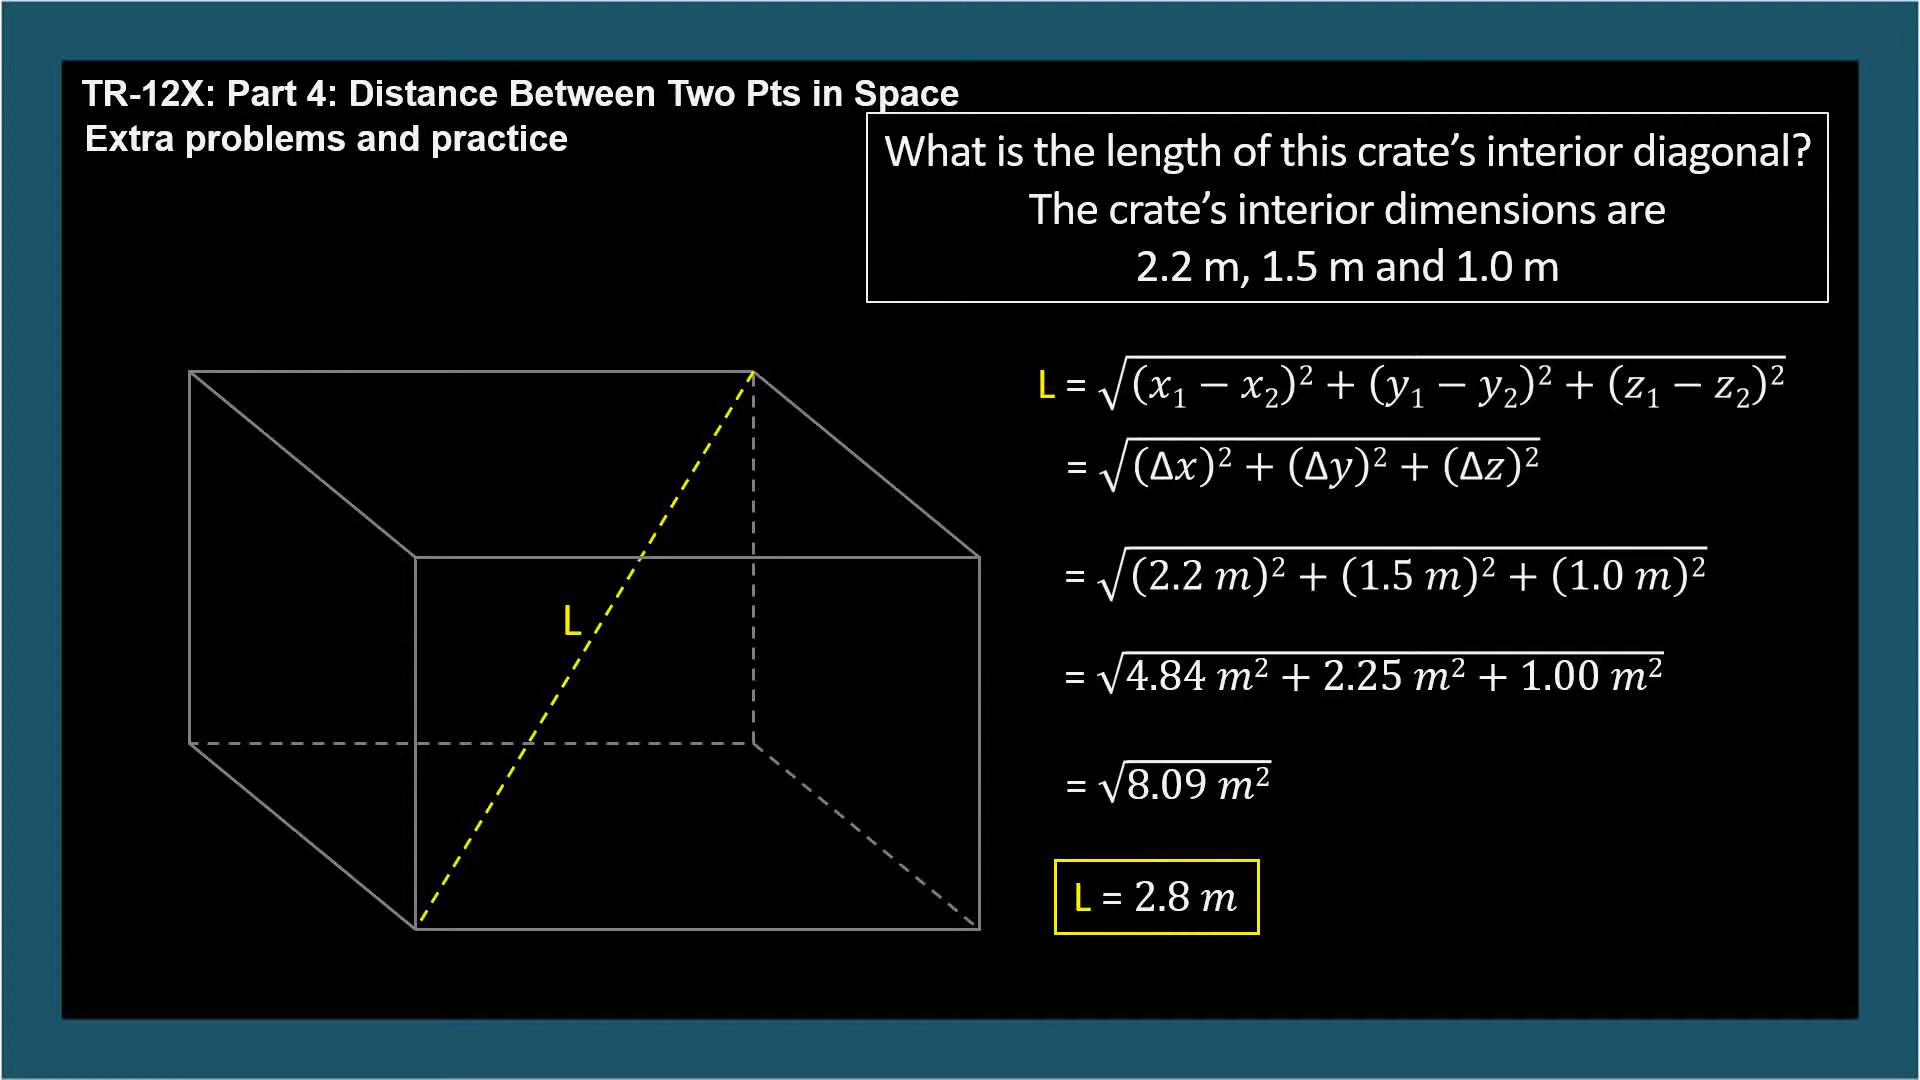 TR-12X: Part 4: Distance Between Two Pts in Space
Extra problems and practice
What is the length of this crate’s interior diagonal?
The crate’s interior dimensions are
2.2 m, 1.5 m and 1.0 m
L = √(x₁ − x₂)² + (y₁ − y₂)² + (z₁ − z₂)²
= √(Δx)² + (Δy)² + (Δz)²
= √(2.2 m)² + (1.5 m)² + (1.0 m)²
L
= √4.84 m² + 2.25 m² + 1.00 m²
= √8.09 m²
L = 2.8 m